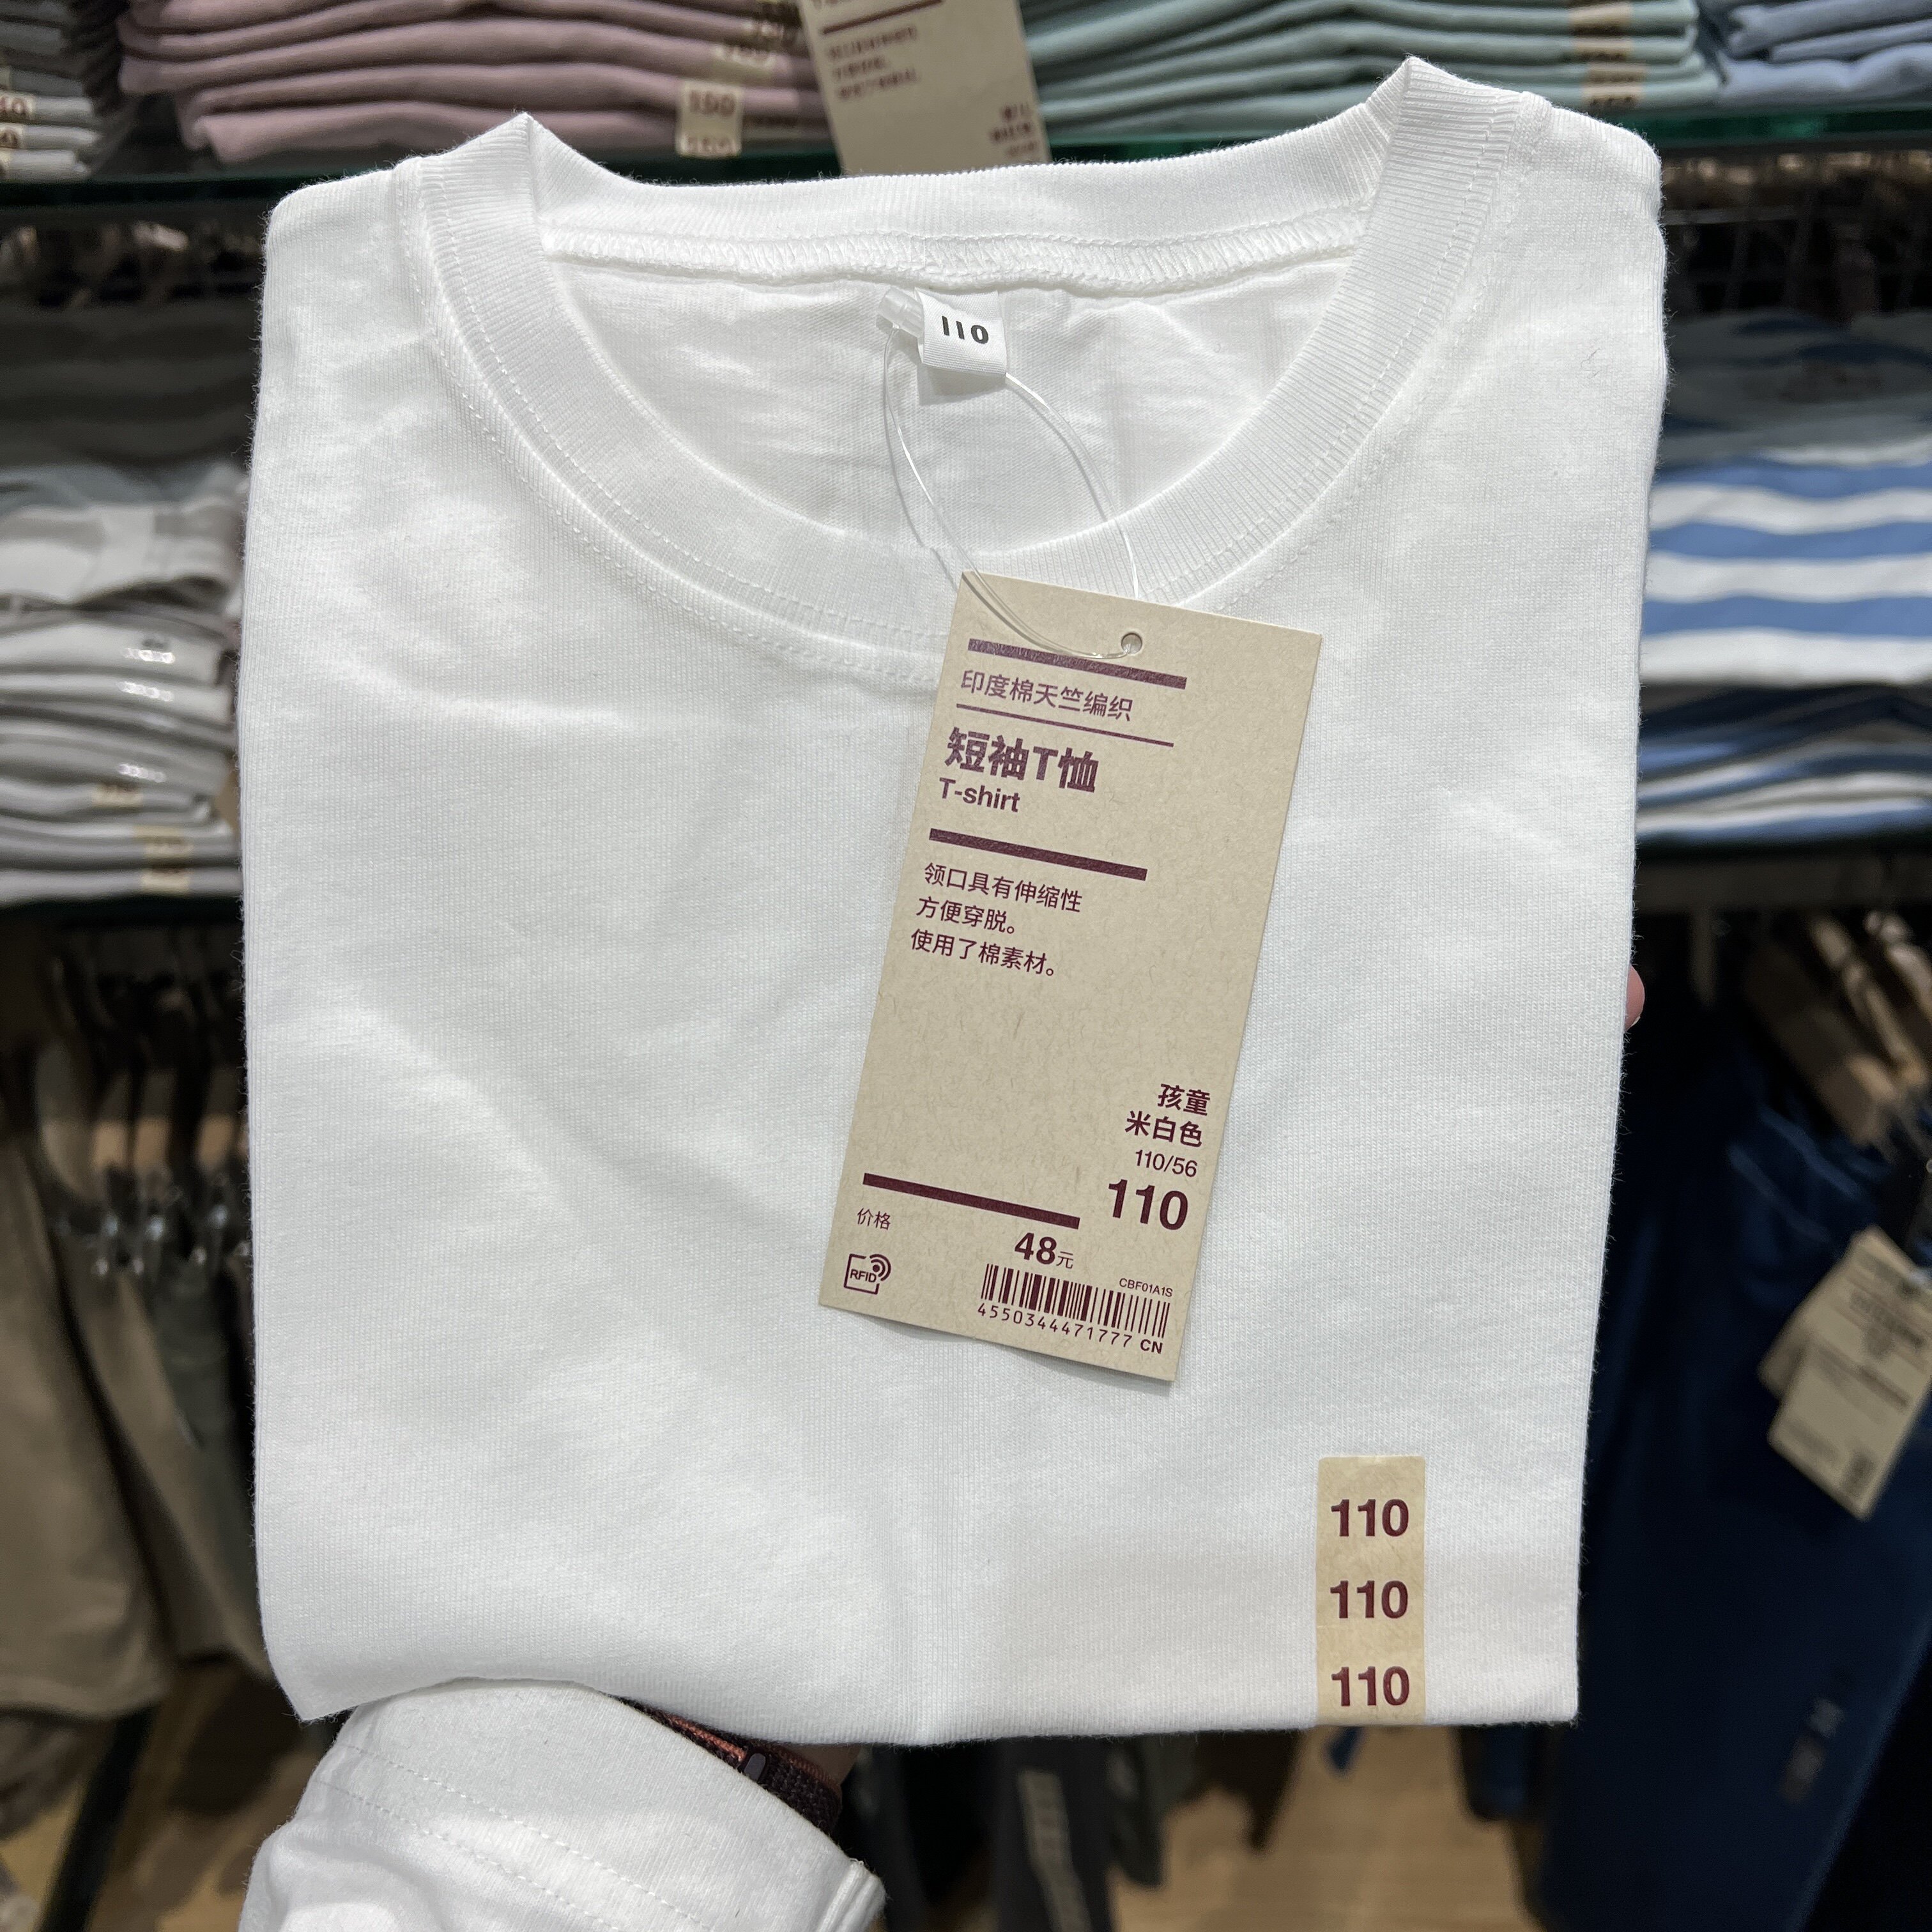 110
印度棉天竺编织
短袖T恤
T-shirt
领口具有伸缩性
方便穿脱。
使用了棉素材。
孩童
米白色
110/56
110
价格
48元
RFID
CBF01A1S
4550344471777 CN
110
110
110